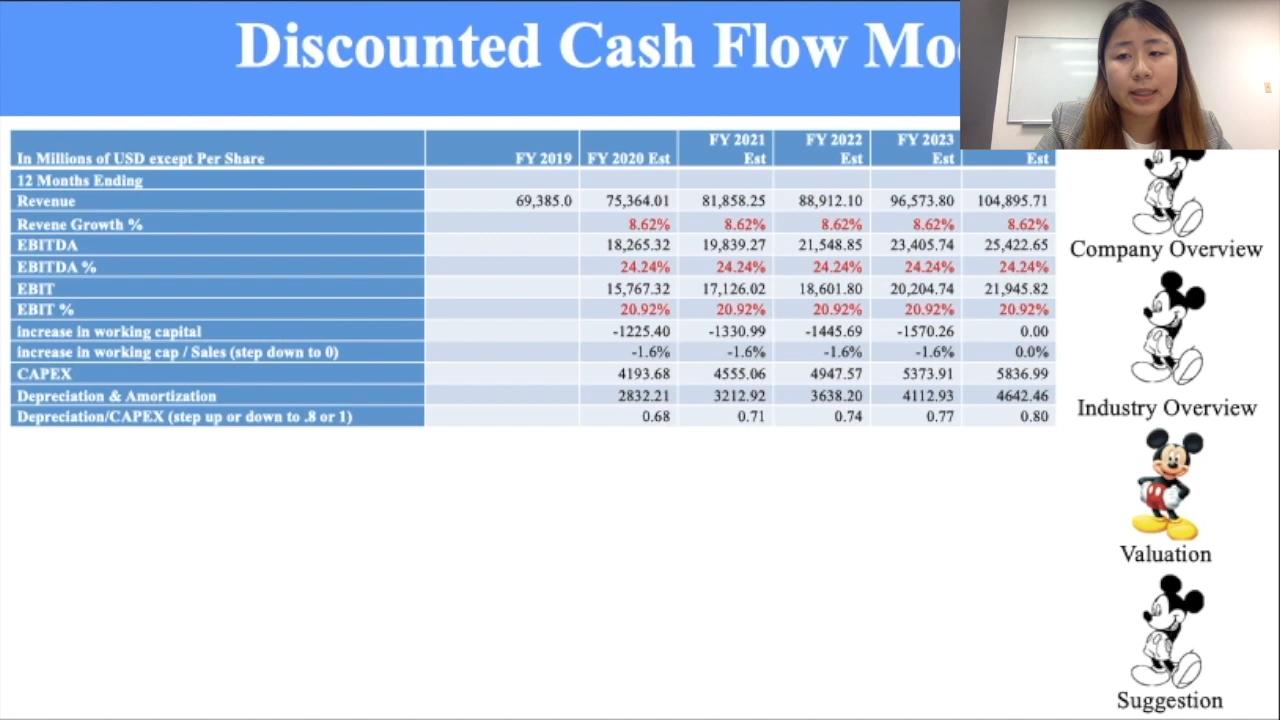 Discounted Cash Flow Mo
In Millions of USD except Per Share FY 2019 FY 2020 Est FY 2021 Est FY 2022 Est FY 2023 Est Est
12 Months Ending
Revenue 69,385.0 75,364.01 81,858.25 88,912.10 96,573.80 104,895.71
Revene Growth % 8.62% 8.62% 8.62% 8.62% 8.62%
EBITDA 18,265.32 19,839.27 21,548.85 23,405.74 25,422.65
EBITDA % 24.24% 24.24% 24.24% 24.24% 24.24%
EBIT 15,767.32 17,126.02 18,601.80 20,204.74 21,945.82
EBIT % 20.92% 20.92% 20.92% 20.92% 20.92%
increase in working capital -1225.40 -1330.99 -1445.69 -1570.26 0.00
increase in working cap / Sales (step down to 0) -1.6% -1.6% -1.6% -1.6% 0.0%
CAPEX 4193.68 4555.06 4947.57 5373.91 5836.99
Depreciation & Amortization 2832.21 3212.92 3638.20 4112.93 4642.46
Depreciation/CAPEX (step up or down to .8 or 1) 0.68 0.71 0.74 0.77 0.80
Company Overview
Industry Overview
Valuation
Suggestion